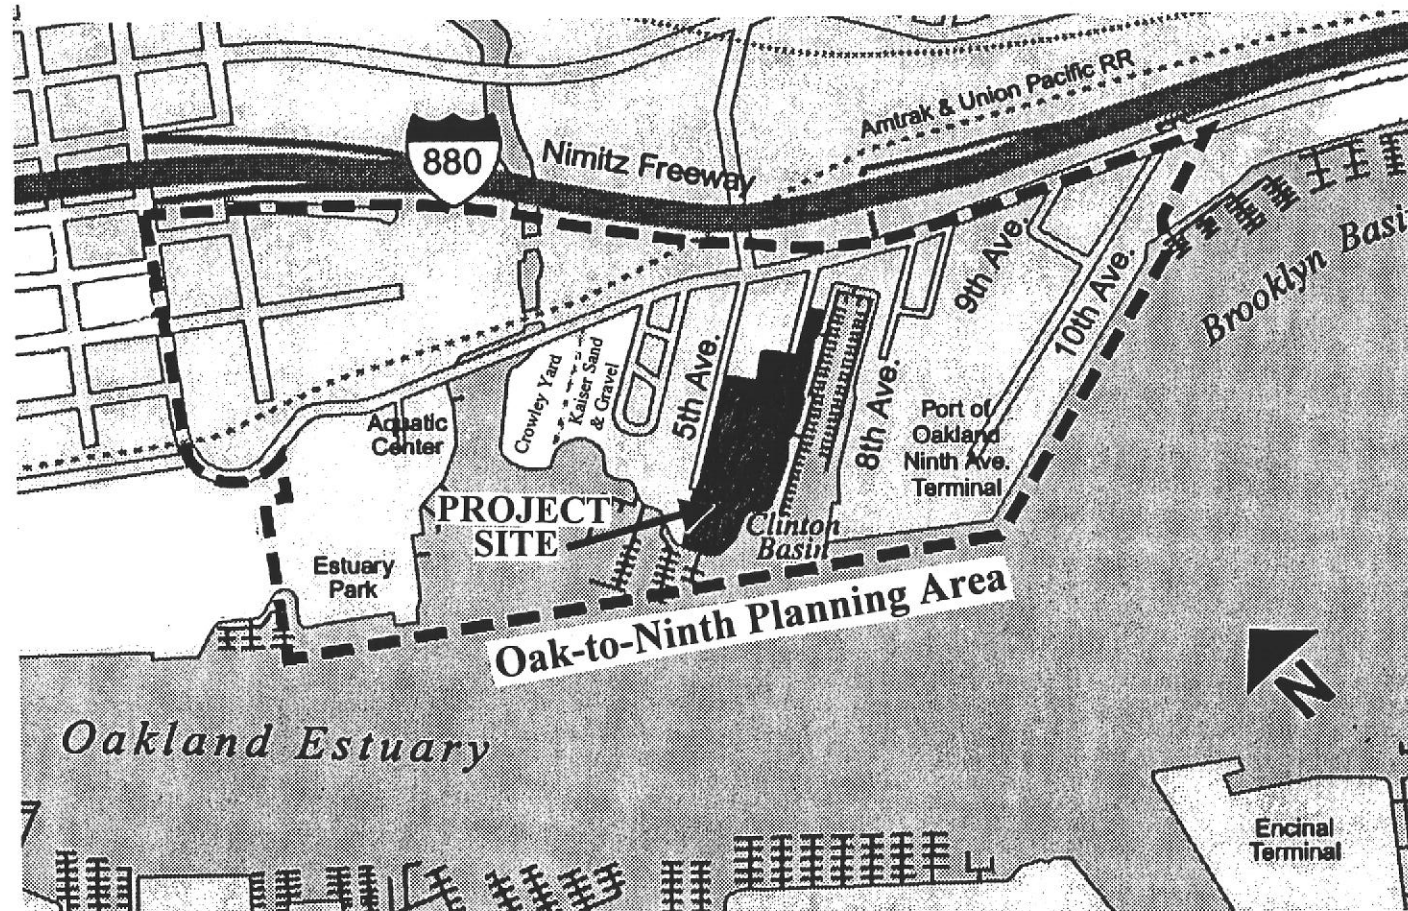 Amtrak & Union Pacific RR
880
Nimitz Freeway
Brooklyn Basi
9th Ave.
10th Ave.
5th Ave.
8th Ave.
Crowley Yard
Kaiser Sand
& Gravel
Aquatic
Center
Port of
Oakland
Ninth Ave.
Terminal
PROJECT
SITE
Clinton
Basin
Estuary
Park
Oak-to-Ninth Planning Area
N
Oakland Estuary
Encinal
Terminal